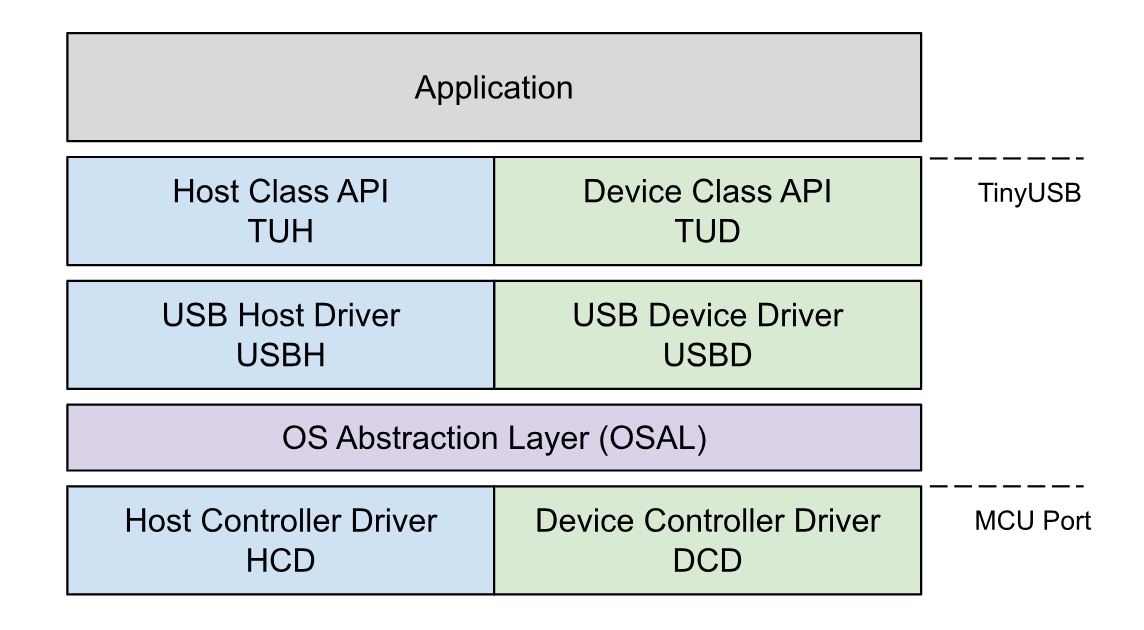 Application
Host Class API
TUH
Device Class API
TUD
TinyUSB
USB Host Driver
USBH
USB Device Driver
USBD
OS Abstraction Layer (OSAL)
Host Controller Driver
HCD
Device Controller Driver
DCD
MCU Port